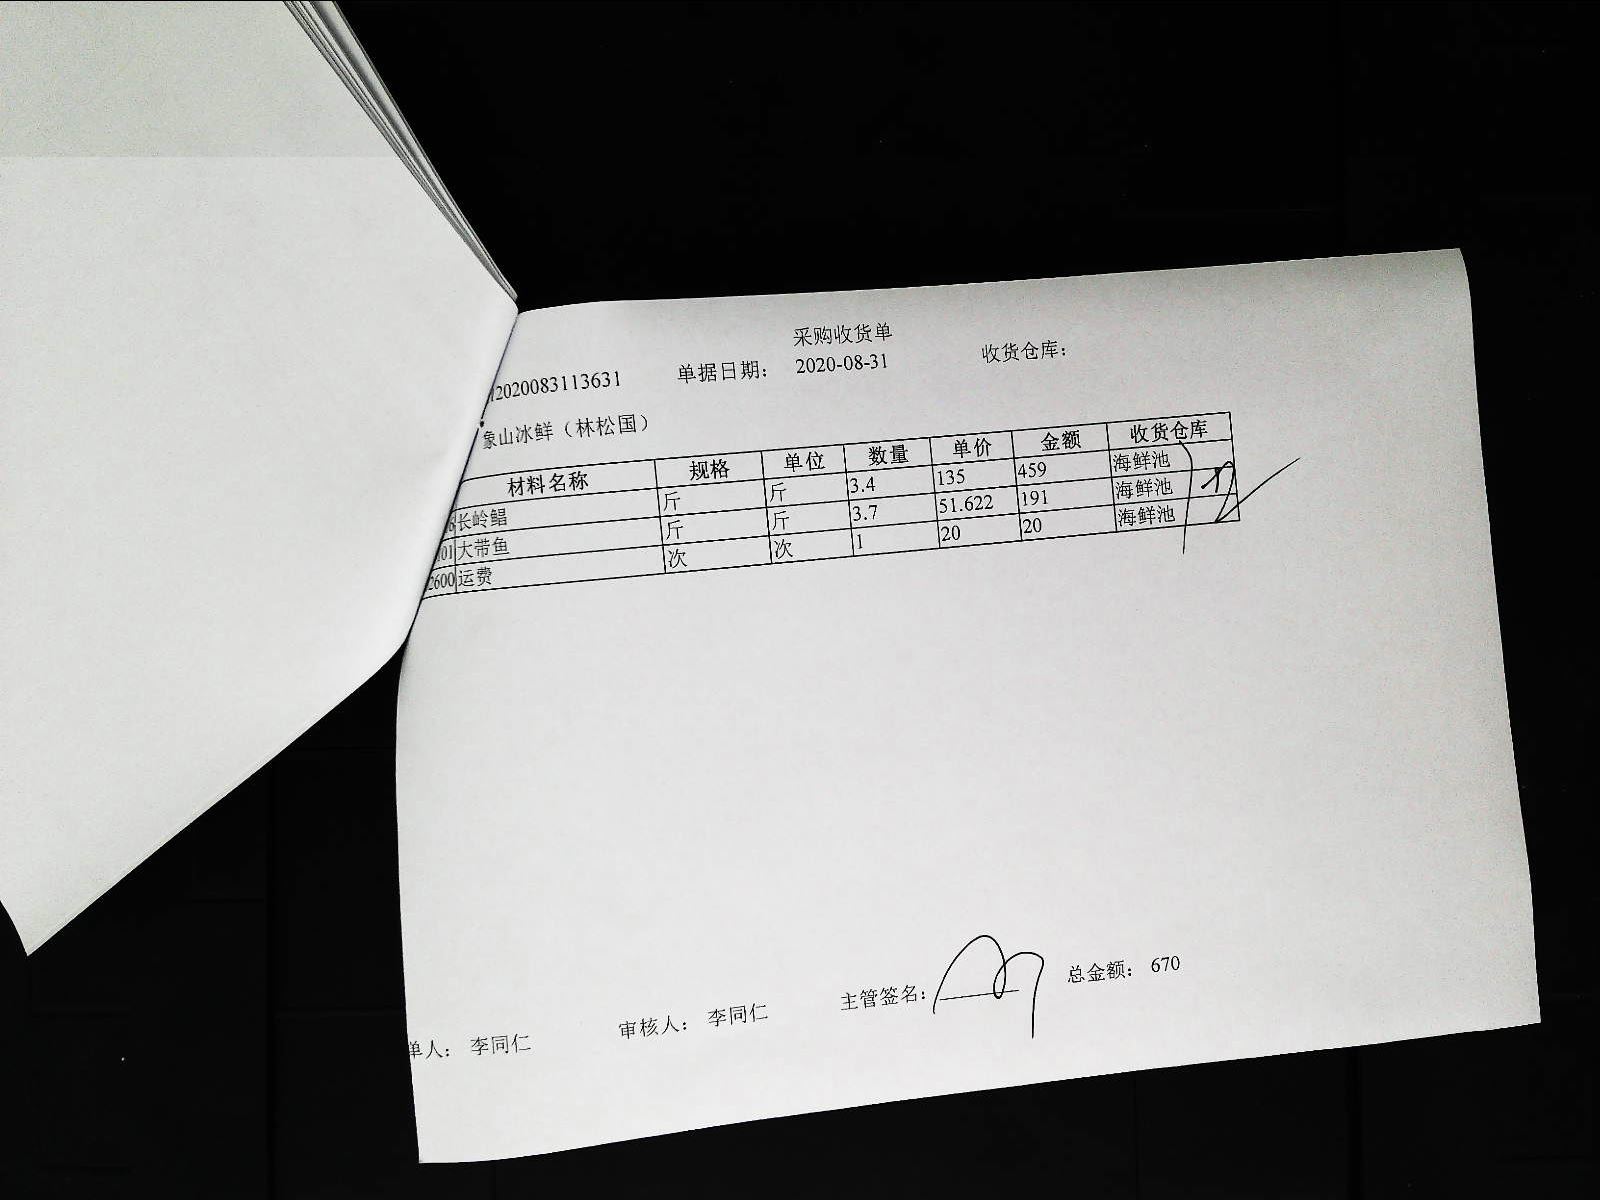 采购收货单
2020083113631 单据日期： 2020-08-31 收货仓库：
象山冰鲜（林松国）
材料名称 规格 单位 数量 单价 金额 收货仓库
6 长岭鲳 斤 斤 3.4 135 459 海鲜池
01 大带鱼 斤 斤 3.7 51.622 191 海鲜池
2600 运费 次 次 1 20 20 海鲜池
单人： 李同仁 审核人： 李同仁 主管签名： 总金额： 670